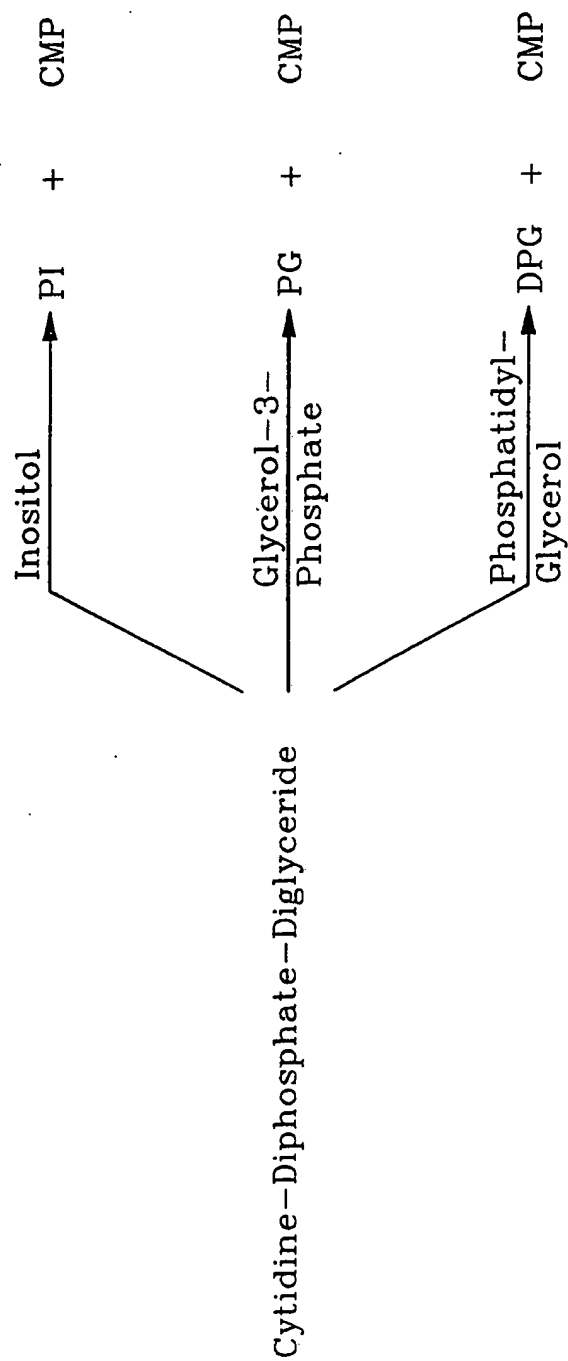 Cytidine-Diphosphate-Diglyceride
Inositol
PI + CMP
Glycerol-3-
Phosphate
PG + CMP
Phosphatidyl-
Glycerol
DPG + CMP